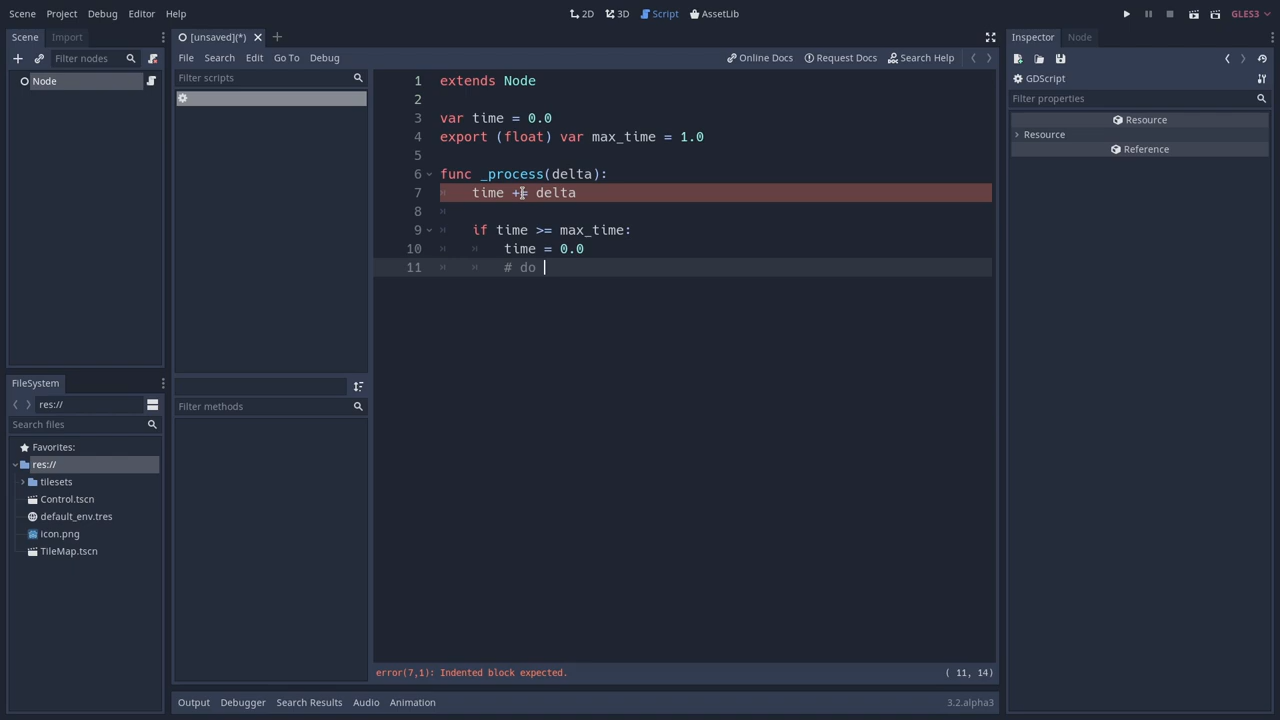 Scene Project Debug Editor Help
2D 3D Script AssetLib
GLES3
Scene Import
Filter nodes
Node
[unsaved](*)
File Search Edit Go To Debug
Online Docs Request Docs Search Help
Filter scripts
Filter methods
1 extends Node
2
3 var time = 0.0
4 export (float) var max_time = 1.0
5
6 func _process(delta):
7 time += delta
8
9 if time >= max_time:
10 time = 0.0
11 # do
error(7,1): Indented block expected.
( 11, 14)
Output Debugger Search Results Audio Animation
3.2.alpha3
FileSystem
res://
Search files
Favorites:
res://
tilesets
Control.tscn
default_env.tres
icon.png
TileMap.tscn
Inspector Node
GDScript
Filter properties
Resource
Resource
Reference